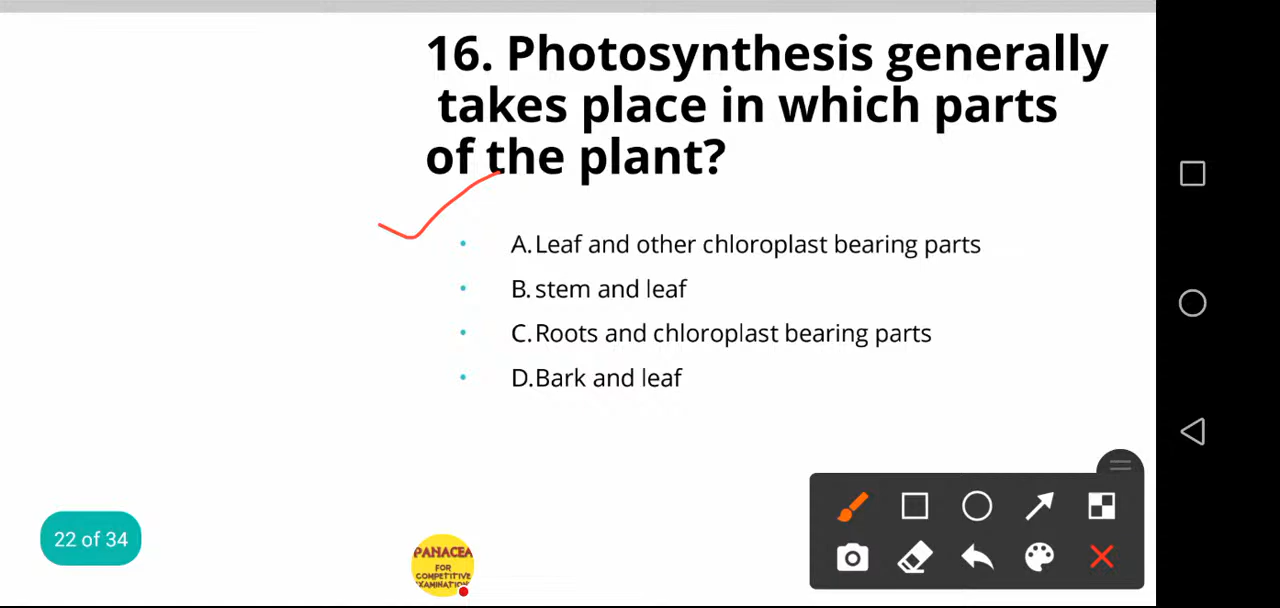 16. Photosynthesis generally
takes place in which parts
of the plant?
• A. Leaf and other chloroplast bearing parts
• B. stem and leaf
• C. Roots and chloroplast bearing parts
• D. Bark and leaf
22 of 34
PANACEA
FOR
COMPETITIVE
EXAMINATION